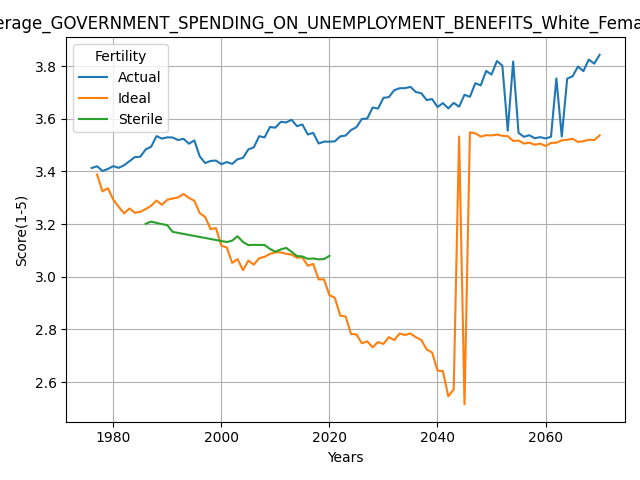 erage_GOVERNMENT_SPENDING_ON_UNEMPLOYMENT_BENEFITS_White_Fema
Fertility
Actual
Ideal
Sterile
Score(1-5)
3.8
3.6
3.4
3.2
3.0
2.8
2.6
1980 2000 2020 2040 2060
Years